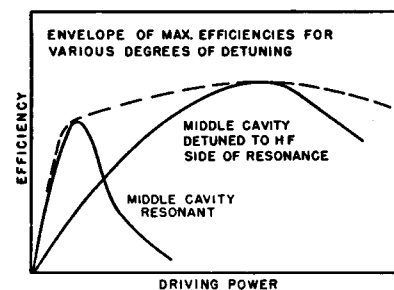 ENVELOPE OF MAX. EFFICIENCIES FOR
VARIOUS DEGREES OF DETUNING
EFFICIENCY
MIDDLE CAVITY
DETUNED TO HF
SIDE OF RESONANCE
MIDDLE CAVITY
RESONANT
DRIVING POWER